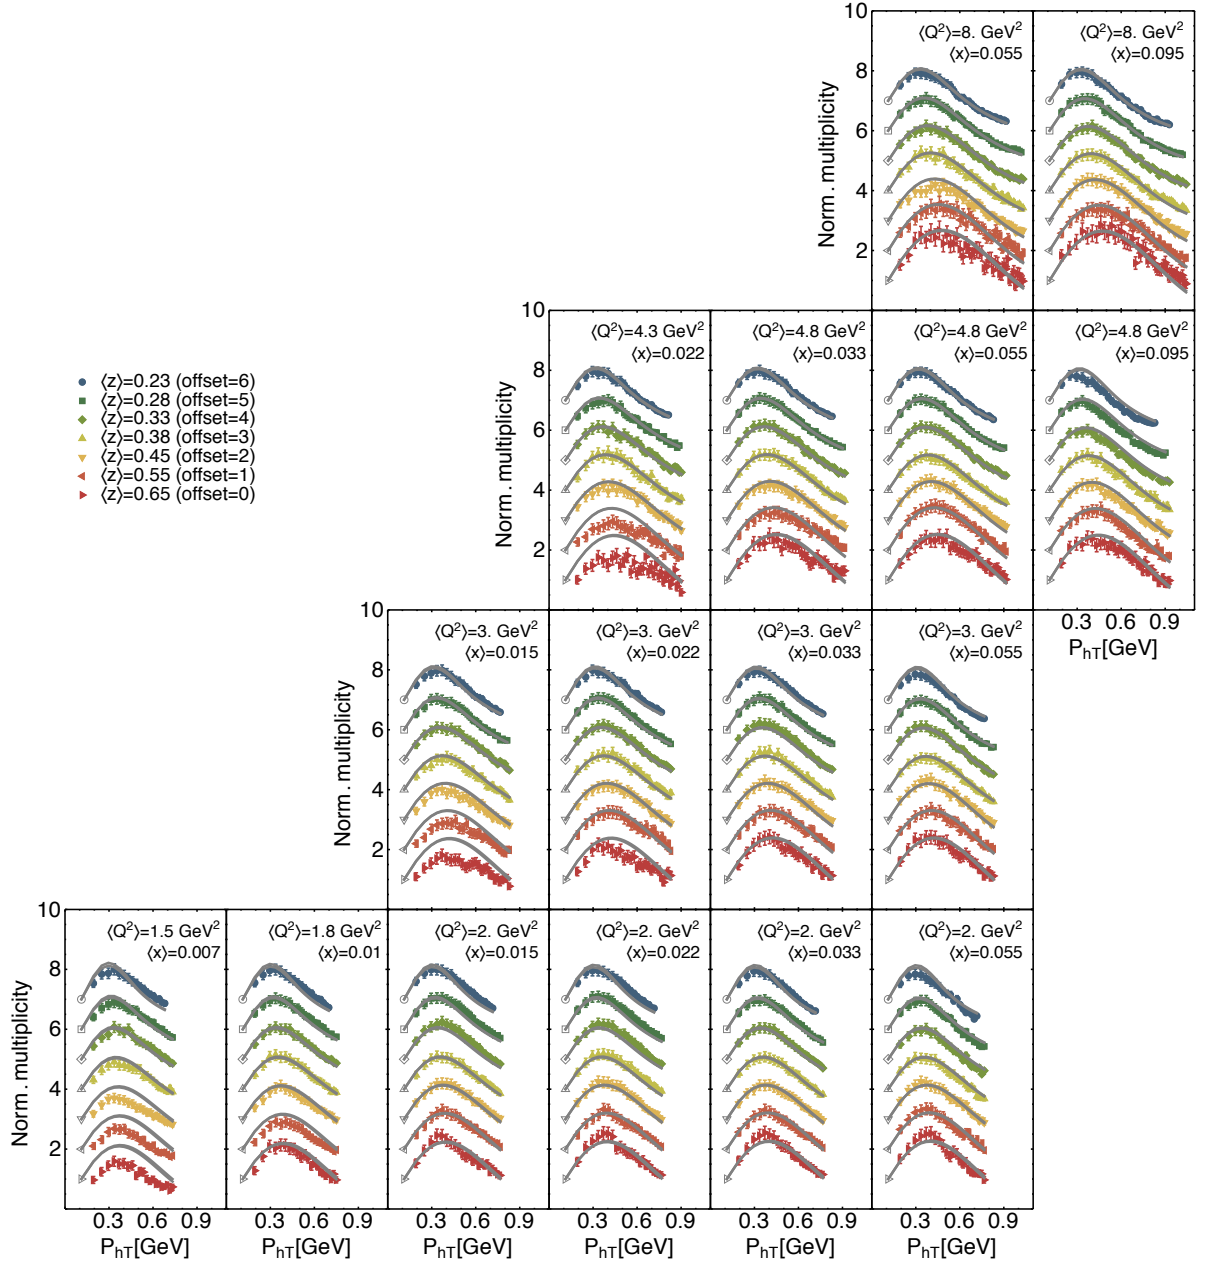 10
8
6
4
2
Norm. multiplicity
⟨Q²⟩=8. GeV²
⟨x⟩=0.055
⟨Q²⟩=8. GeV²
⟨x⟩=0.095
10
8
6
4
2
Norm. multiplicity
⟨Q²⟩=4.3 GeV²
⟨x⟩=0.022
⟨Q²⟩=4.8 GeV²
⟨x⟩=0.033
⟨Q²⟩=4.8 GeV²
⟨x⟩=0.055
⟨Q²⟩=4.8 GeV²
⟨x⟩=0.095
0.3 0.6 0.9
P_hT[GeV]
⟨z⟩=0.23 (offset=6)
⟨z⟩=0.28 (offset=5)
⟨z⟩=0.33 (offset=4)
⟨z⟩=0.38 (offset=3)
⟨z⟩=0.45 (offset=2)
⟨z⟩=0.55 (offset=1)
⟨z⟩=0.65 (offset=0)
10
8
6
4
2
Norm. multiplicity
⟨Q²⟩=3. GeV²
⟨x⟩=0.015
⟨Q²⟩=3. GeV²
⟨x⟩=0.022
⟨Q²⟩=3. GeV²
⟨x⟩=0.033
⟨Q²⟩=3. GeV²
⟨x⟩=0.055
10
8
6
4
2
Norm. multiplicity
⟨Q²⟩=1.5 GeV²
⟨x⟩=0.007
⟨Q²⟩=1.8 GeV²
⟨x⟩=0.01
⟨Q²⟩=2. GeV²
⟨x⟩=0.015
⟨Q²⟩=2. GeV²
⟨x⟩=0.022
⟨Q²⟩=2. GeV²
⟨x⟩=0.033
⟨Q²⟩=2. GeV²
⟨x⟩=0.055
0.3 0.6 0.9 0.3 0.6 0.9 0.3 0.6 0.9 0.3 0.6 0.9 0.3 0.6 0.9 0.3 0.6 0.9
P_hT[GeV] P_hT[GeV] P_hT[GeV] P_hT[GeV] P_hT[GeV] P_hT[GeV]